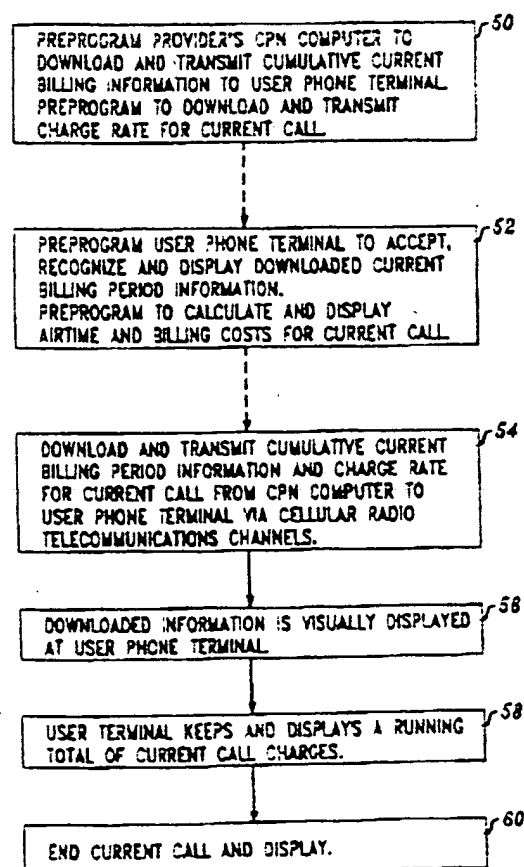 50
PREPROGRAM PROVIDER'S CPN COMPUTER TO
DOWNLOAD AND TRANSMIT CUMULATIVE CURRENT
BILLING INFORMATION TO USER PHONE TERMINAL
PREPROGRAM TO DOWNLOAD AND TRANSMIT
CHARGE RATE FOR CURRENT CALL
52
PREPROGRAM USER PHONE TERMINAL TO ACCEPT,
RECOGNIZE AND DISPLAY DOWNLOADED CURRENT
BILLING PERIOD INFORMATION.
PREPROGRAM TO CALCULATE AND DISPLAY
AIRTIME AND BILLING COSTS FOR CURRENT CALL
54
DOWNLOAD AND TRANSMIT CUMULATIVE CURRENT
BILLING PERIOD INFORMATION AND CHARGE RATE
FOR CURRENT CALL FROM CPN COMPUTER TO
USER PHONE TERMINAL VIA CELLULAR RADIO
TELECOMMUNICATIONS CHANNELS.
56
DOWNLOADED INFORMATION IS VISUALLY DISPLAYED
AT USER PHONE TERMINAL
58
USER TERMINAL KEEPS AND DISPLAYS A RUNNING
TOTAL OF CURRENT CALL CHARGES.
60
END CURRENT CALL AND DISPLAY.